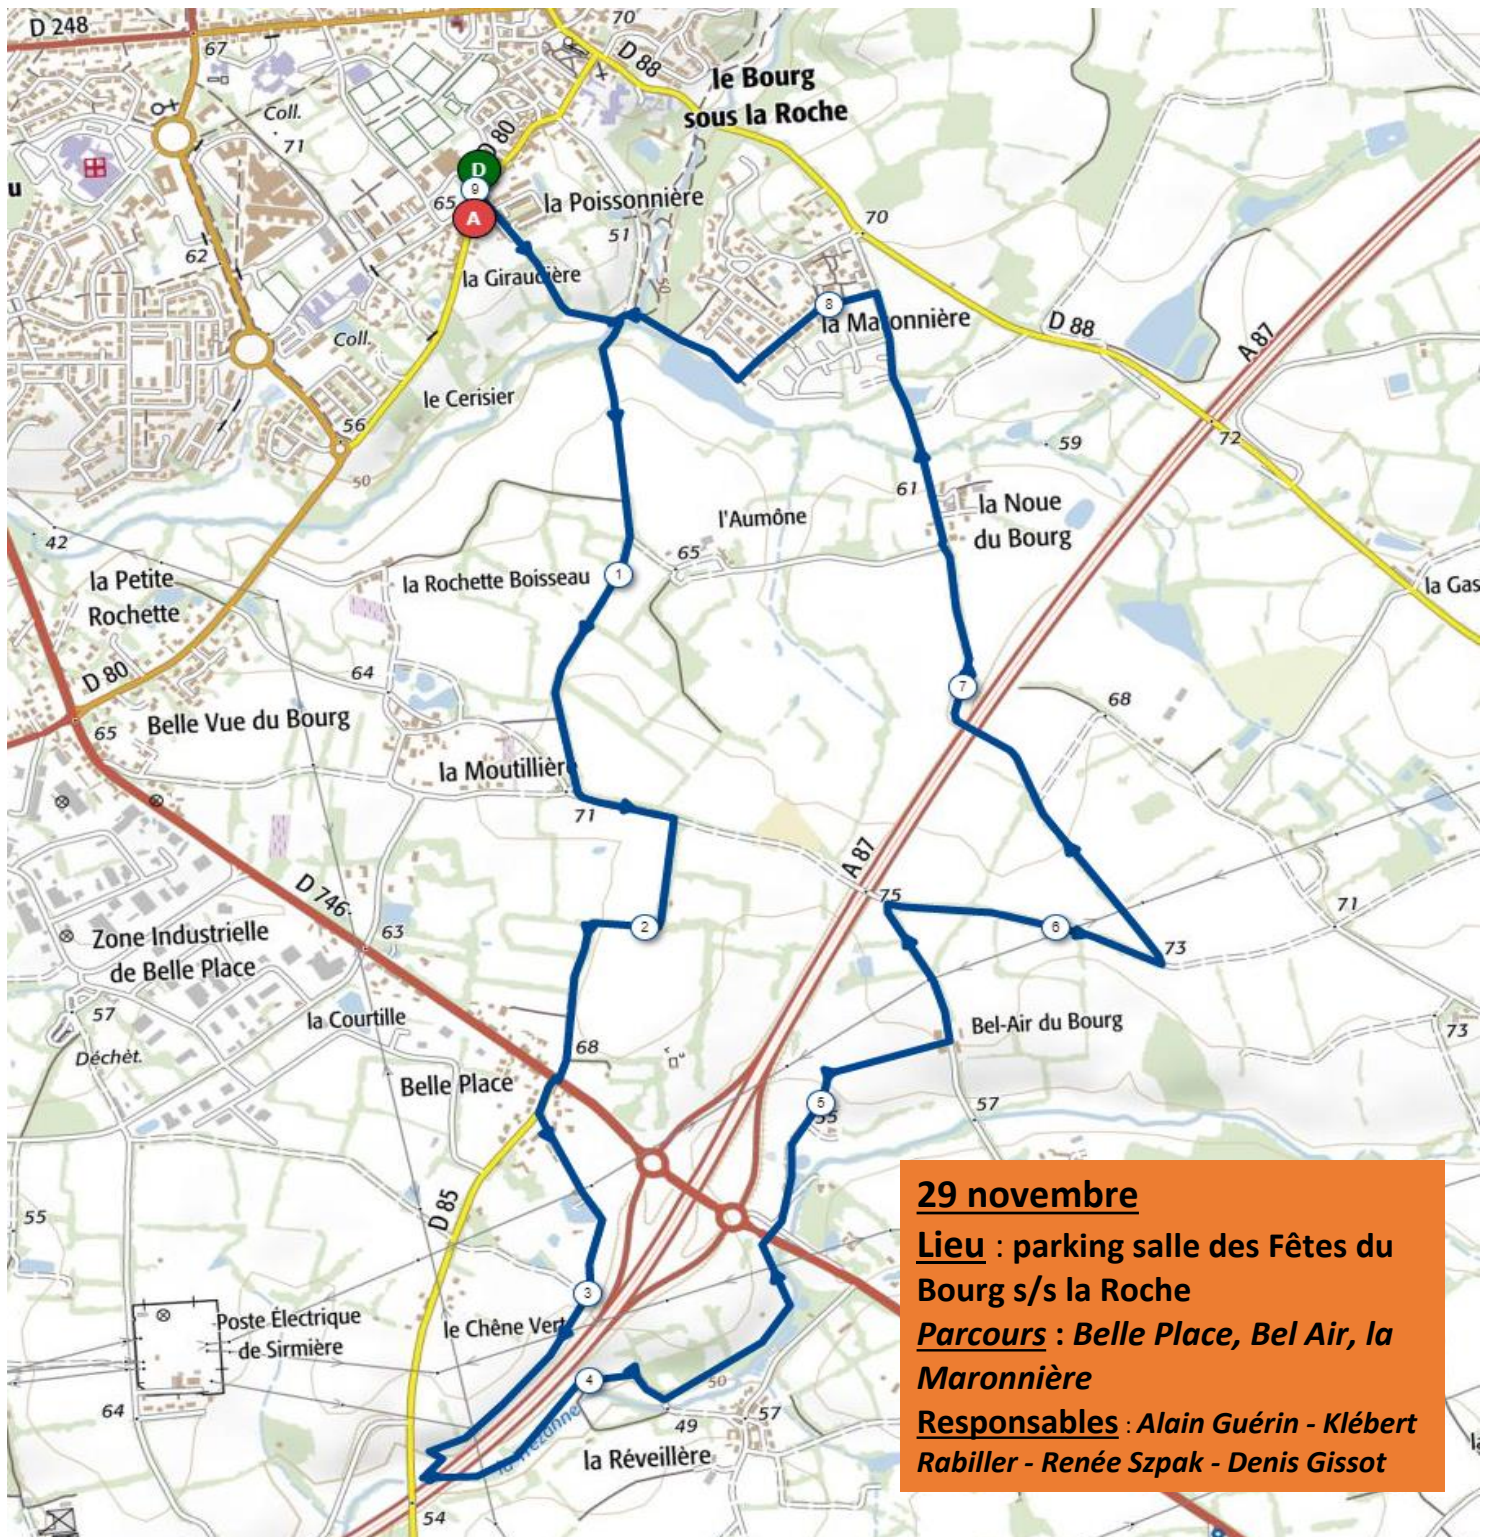 D 248
70
67
D 88
le Bourg
sous la Roche
Coll.
71
D 80
D
9
u
65
A
la Poissonnière
51
50
70
62
la Giraudière
8
la Maronnière
D 88
A 87
Coll.
le Cerisier
56
72
59
50
61
la Noue
du Bourg
l'Aumône
42
65
la Petite
Rochette
la Rochette Boisseau
1
la Gas
64
D 80
7
68
65
Belle Vue du Bourg
la Moutillière
71
A 87
75
D 746
71
Zone Industrielle
de Belle Place
63
2
6
73
57
la Courtille
Bel-Air du Bourg
73
Déchèt.
68
Belle Place
5
55
57
D 85
55
3
Poste Électrique
de Sirmière
le Chêne Vert
4
50
64
49
57
la Réveillère
54
29 novembre
Lieu : parking salle des Fêtes du
Bourg s/s la Roche
Parcours : Belle Place, Bel Air, la
Maronnière
Responsables : Alain Guérin - Klébert
Rabiller - Renée Szpak - Denis Gissot